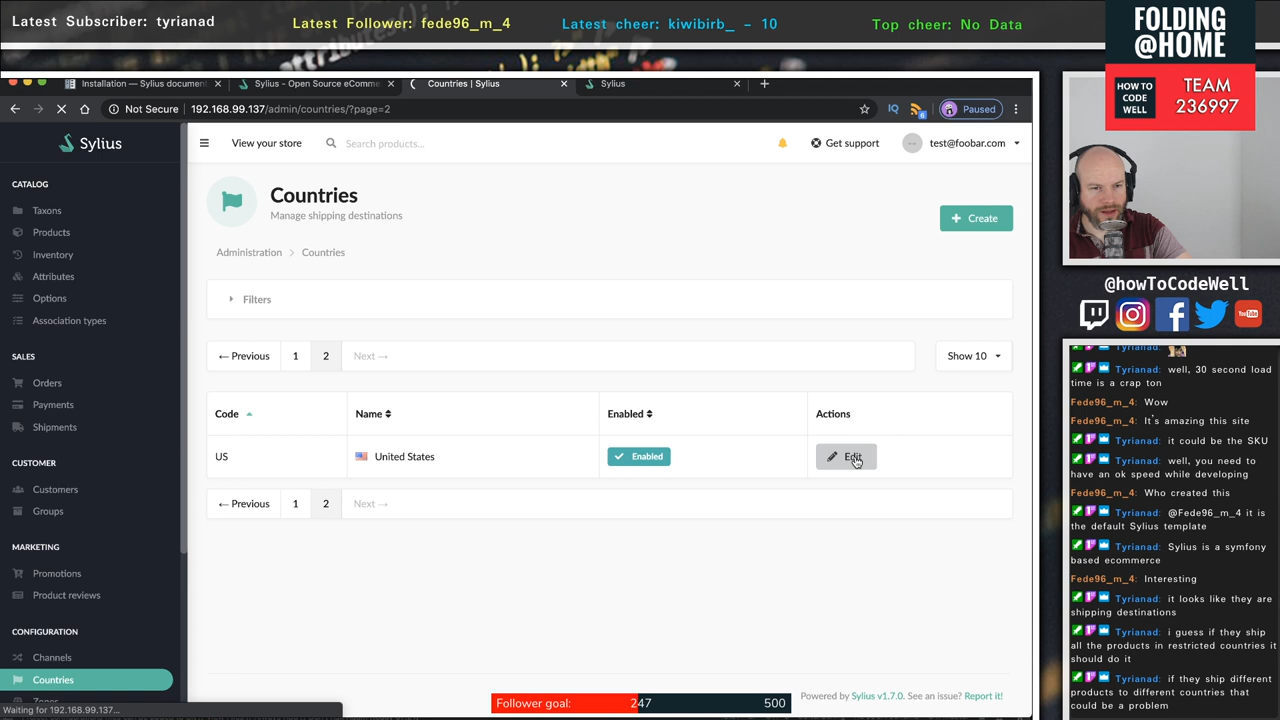 Latest Subscriber: tyrianad
Latest Follower: fede96_m_4
Latest cheer: kiwibirb_ - 10
Top cheer: No Data
FOLDING
@HOME
HOW TO
CODE
WELL
TEAM
236997
Installation — Sylius document
Sylius - Open Source eComme
Countries | Sylius
Sylius
Not Secure
192.168.99.137/admin/countries/?page=2
IQ
6
Paused
Sylius
View your store
Search products...
Get support
test@foobar.com
CATALOG
Taxons
Products
Inventory
Attributes
Options
Association types
SALES
Orders
Payments
Shipments
CUSTOMER
Customers
Groups
MARKETING
Promotions
Product reviews
CONFIGURATION
Channels
Countries
Zones
Waiting for 192.168.99.137...
Countries
Manage shipping destinations
Create
Administration
Countries
Filters
← Previous
1
2
Next →
Show 10
Code
Name
Enabled
Actions
US
United States
Enabled
Edit
← Previous
1
2
Next →
Powered by Sylius v1.7.0. See an issue? Report it!
Follower goal:
247
500
@howToCodeWell
You
Tube
Tyrianad:
Tyrianad: well, 30 second load
time is a crap ton
Fede96_m_4: Wow
Fede96_m_4: It's amazing this site
Tyrianad: it could be the SKU
Tyrianad: well, you need to
have an ok speed while developing
Fede96_m_4: Who created this
Tyrianad: @Fede96_m_4 it is
the default Sylius template
Tyrianad: Sylius is a symfony
based ecommerce
Fede96_m_4: Interesting
Tyrianad: it looks like they are
shipping destinations
Tyrianad: i guess if they ship
all the products in restricted countries it
should do it
Tyrianad: if they ship different
products to different countries that
could be a problem